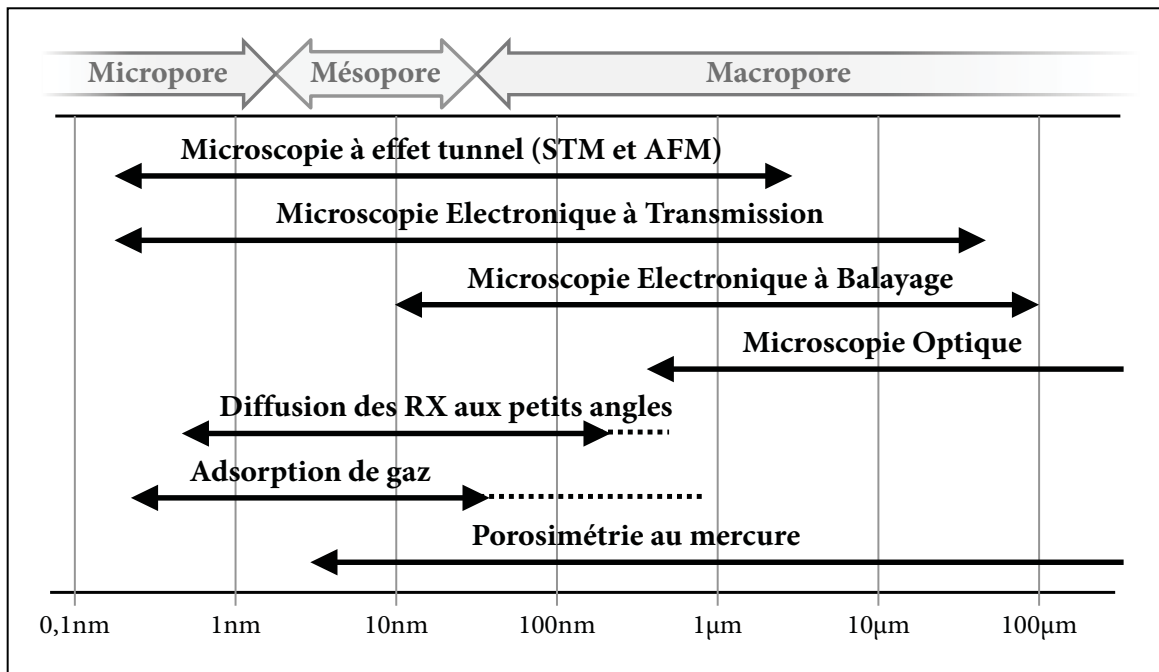 Micropore Mésopore Macropore
Microscopie à effet tunnel (STM et AFM)
Microscopie Electronique à Transmission
Microscopie Electronique à Balayage
Microscopie Optique
Diffusion des RX aux petits angles
Adsorption de gaz
Porosimétrie au mercure
0,1nm 1nm 10nm 100nm 1μm 10μm 100μm